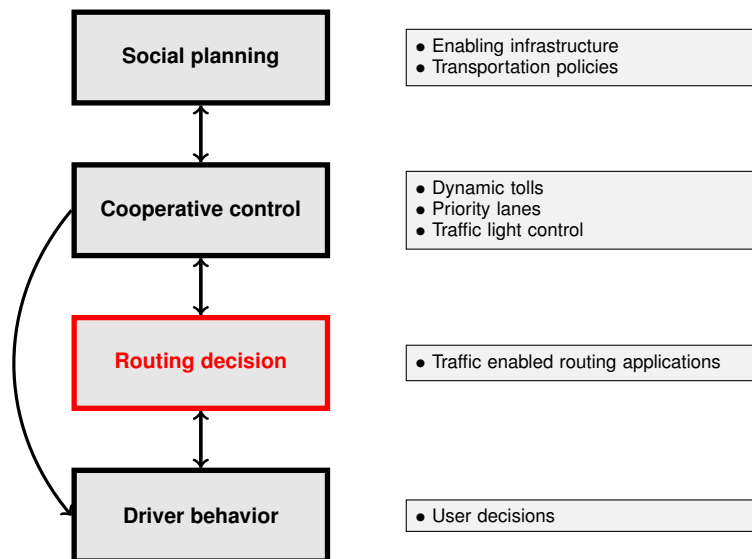 Social planning
● Enabling infrastructure
● Transportation policies
Cooperative control
● Dynamic tolls
● Priority lanes
● Traffic light control
Routing decision
● Traffic enabled routing applications
Driver behavior
● User decisions